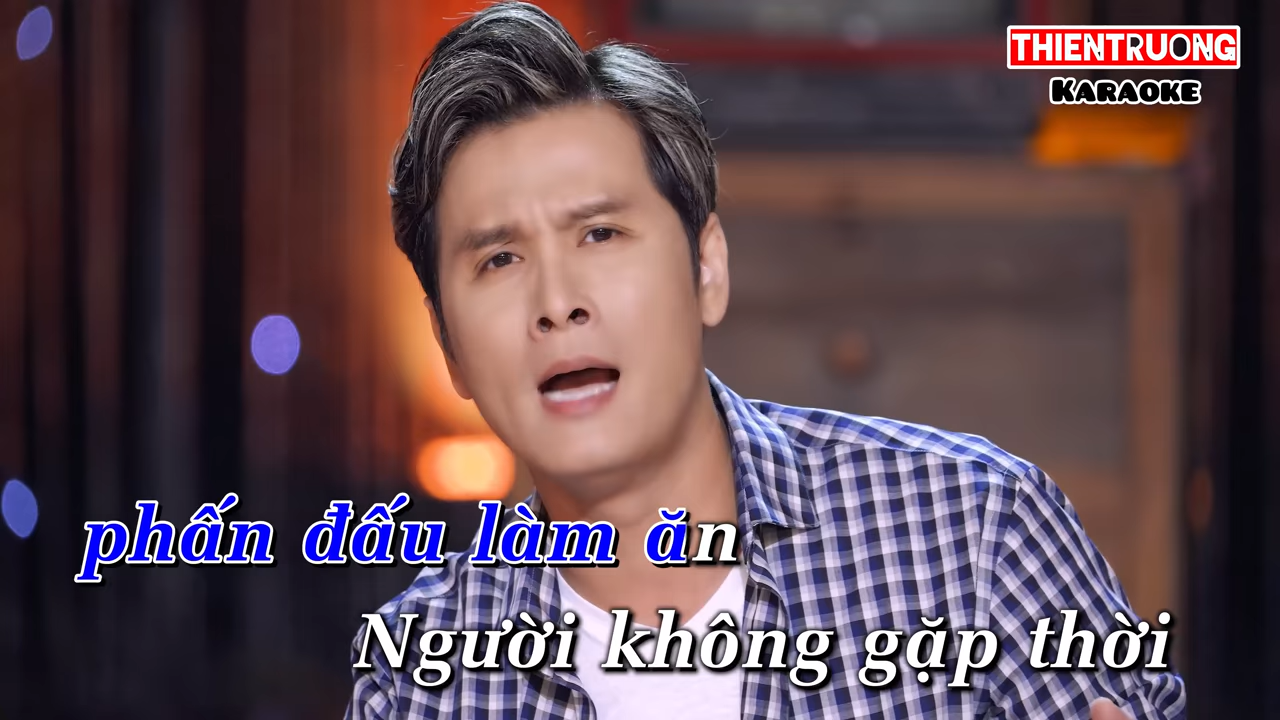 THIENTRUONG
KARAOKE
phấn đấu làm ăn
Người không gặp thời